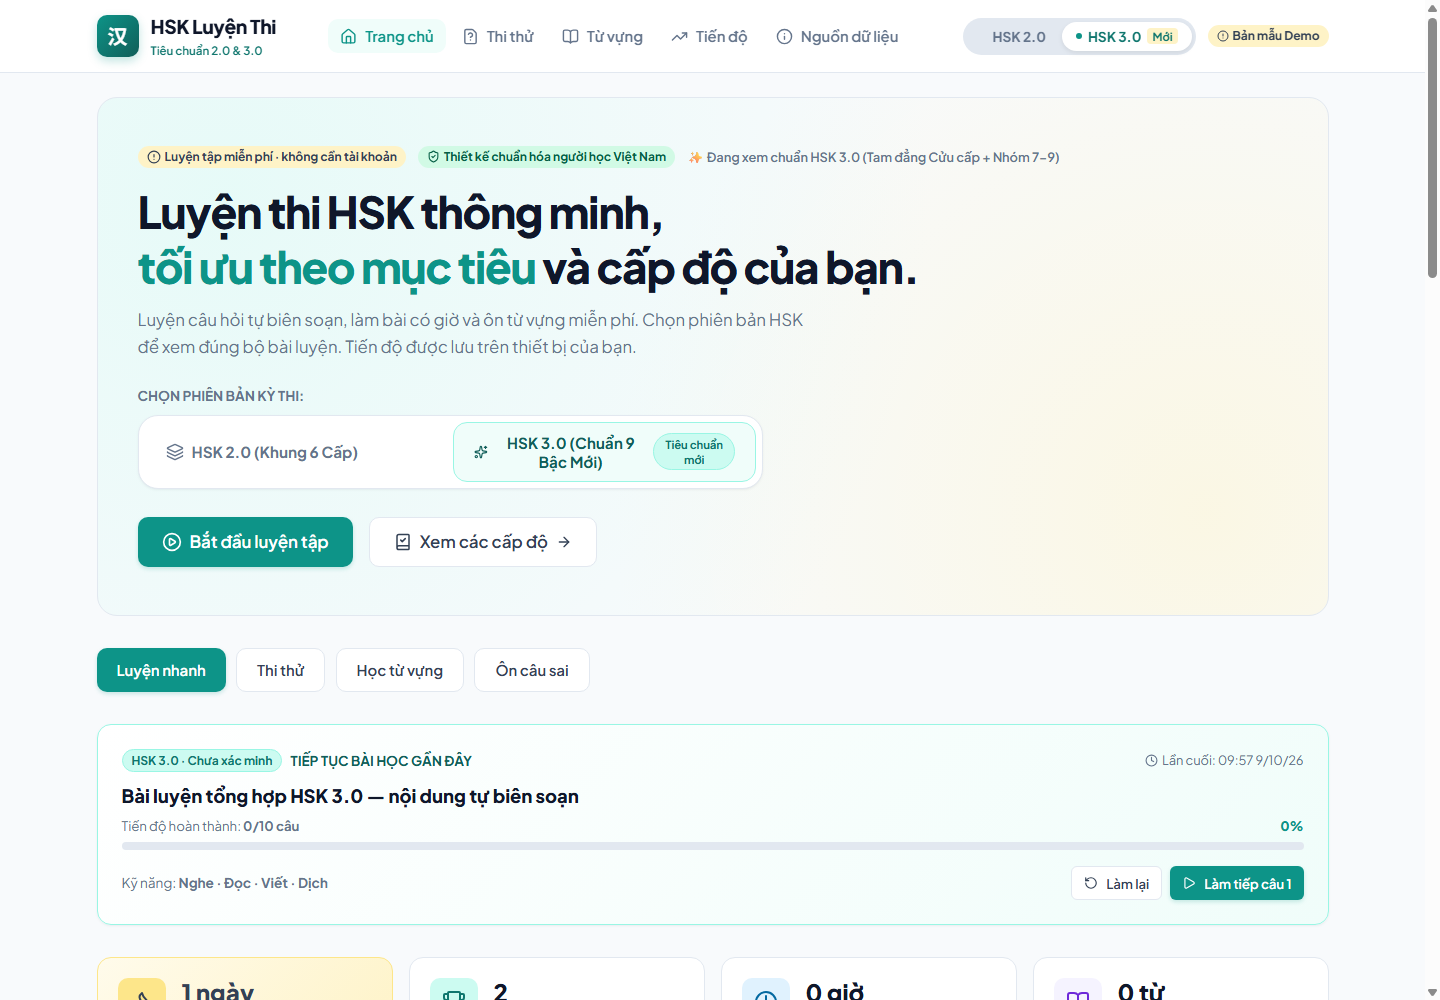 汉
HSK Luyện Thi
Tiêu chuẩn 2.0 & 3.0
Trang chủ
Thi thử
Từ vựng
Tiến độ
Nguồn dữ liệu
HSK 2.0
HSK 3.0
Mới
Bản mẫu Demo
Luyện tập miễn phí · không cần tài khoản
Thiết kế chuẩn hóa người học Việt Nam
✨ Đang xem chuẩn HSK 3.0 (Tam đẳng Cửu cấp + Nhóm 7–9)
Luyện thi HSK thông minh,
tối ưu theo mục tiêu và cấp độ của bạn.
Luyện câu hỏi tự biên soạn, làm bài có giờ và ôn từ vựng miễn phí. Chọn phiên bản HSK
để xem đúng bộ bài luyện. Tiến độ được lưu trên thiết bị của bạn.
CHỌN PHIÊN BẢN KỲ THI:
HSK 2.0 (Khung 6 Cấp)
HSK 3.0 (Chuẩn 9
Bậc Mới)
Tiêu chuẩn
mới
Bắt đầu luyện tập
Xem các cấp độ
Luyện nhanh
Thi thử
Học từ vựng
Ôn câu sai
HSK 3.0 · Chưa xác minh
TIẾP TỤC BÀI HỌC GẦN ĐÂY
Lần cuối: 09:57 9/10/26
Bài luyện tổng hợp HSK 3.0 — nội dung tự biên soạn
Tiến độ hoàn thành: 0/10 câu
0%
Kỹ năng: Nghe · Đọc · Viết · Dịch
Làm lại
Làm tiếp câu 1
1 ngày
2
0 giờ
0 từ